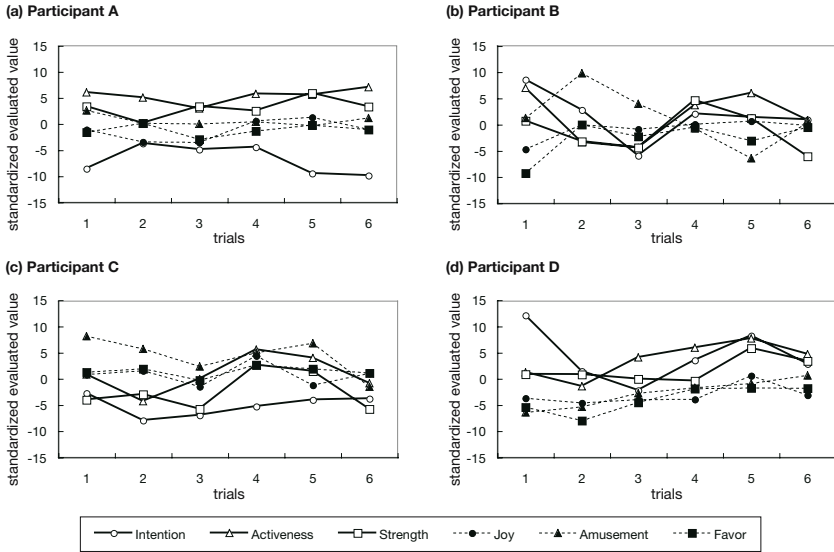 (a) Participant A
standardized evaluated value
15
10
5
0
-5
-10
-15
1 2 3 4 5 6
trials
(b) Participant B
standardized evaluated value
15
10
5
0
-5
-10
-15
1 2 3 4 5 6
trials
(c) Participant C
standardized evaluated value
15
10
5
0
-5
-10
-15
1 2 3 4 5 6
trials
(d) Participant D
standardized evaluated value
15
10
5
0
-5
-10
-15
1 2 3 4 5 6
trials
Intention Activeness Strength Joy Amusement Favor